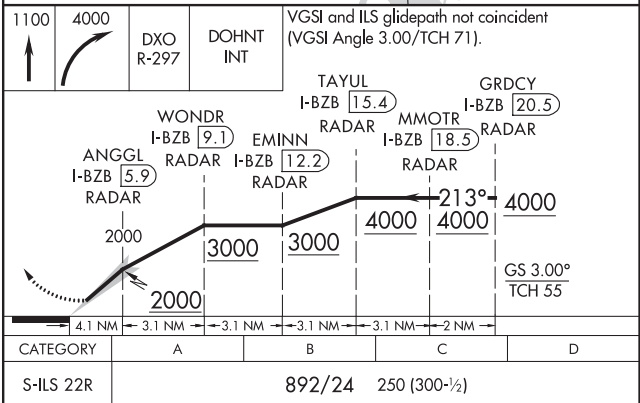 1100
4000
DXO
R-297
DOHNT
INT
VGSI and ILS glidepath not coincident
(VGSI Angle 3.00/TCH 71).
ANGGL
I-BZB 5.9
RADAR
WONDR
I-BZB 9.1
RADAR
EMINN
I-BZB 12.2
RADAR
TAYUL
I-BZB 15.4
RADAR
MMOTR
I-BZB 18.5
RADAR
GRDCY
I-BZB 20.5
RADAR
2000
2000
3000
3000
4000
213°
4000
4000
GS 3.00°
TCH 55
4.1 NM 3.1 NM 3.1 NM 3.1 NM 3.1 NM 2 NM
CATEGORY A B C D
S-ILS 22R 892/24 250 (300-½)